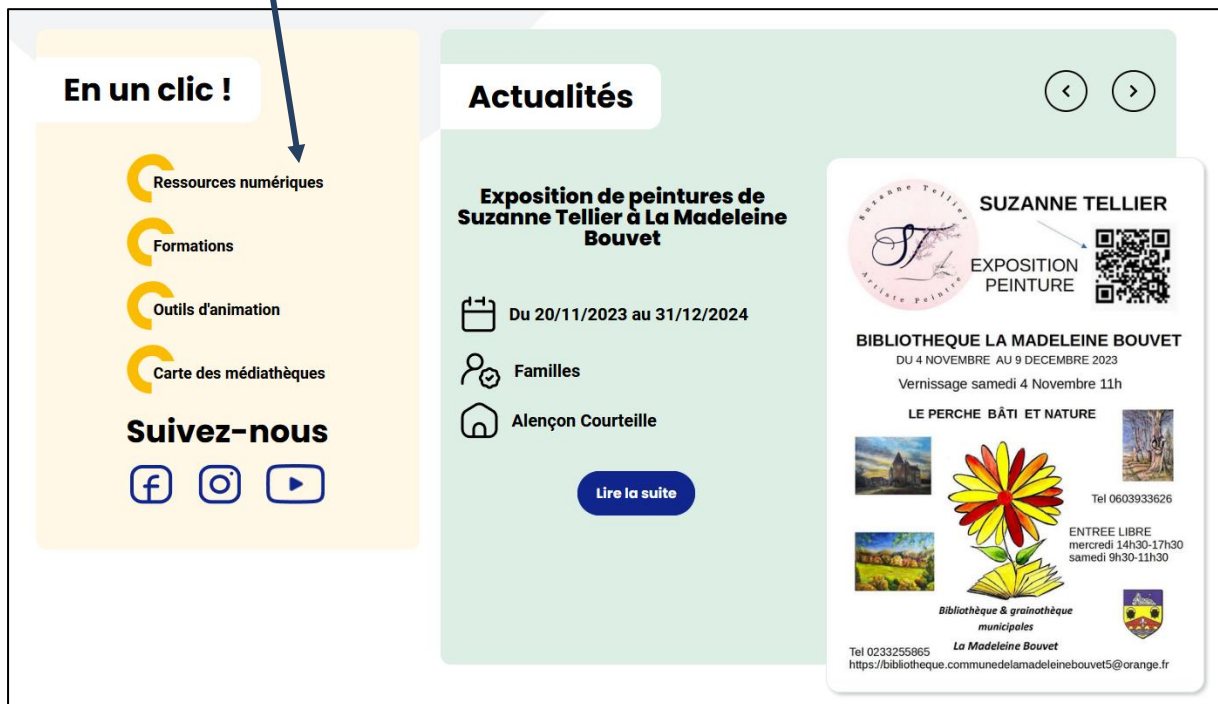 En un clic !
Ressources numériques
Formations
Outils d'animation
Carte des médiathèques
Suivez-nous
Actualités
Exposition de peintures de
Suzanne Tellier à La Madeleine
Bouvet
Du 20/11/2023 au 31/12/2024
Familles
Alençon Courteille
Lire la suite
Suzanne Tellier
ST
Artiste Peintre
SUZANNE TELLIER
EXPOSITION
PEINTURE
BIBLIOTHEQUE LA MADELEINE BOUVET
DU 4 NOVEMBRE AU 9 DECEMBRE 2023
Vernissage samedi 4 Novembre 11h
LE PERCHE BÂTI ET NATURE
Tel 0603933626
ENTREE LIBRE
mercredi 14h30-17h30
samedi 9h30-11h30
Bibliothèque & grainothèque
municipales
La Madeleine Bouvet
Tel 0233255865
https://bibliotheque.communedelamadeleinebouvet5@orange.fr